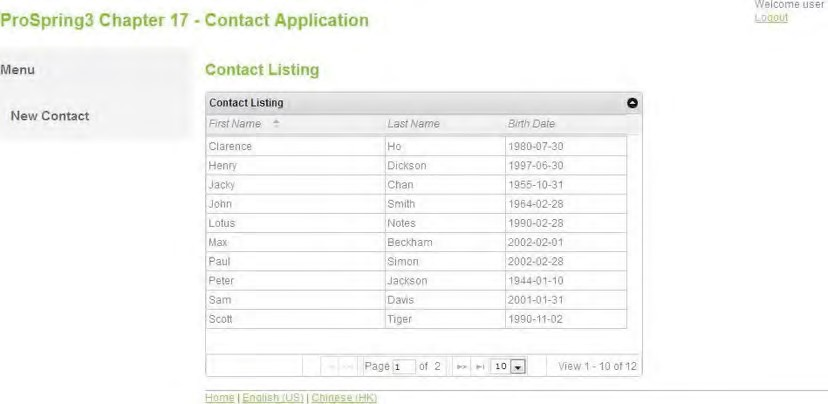 Welcome user
ProSpring3 Chapter 17 - Contact Application
Logout
Menu
New Contact
Contact Listing
Contact Listing
First Name Last Name Birth Date
Clarence Ho 1980-07-30
Henry Dickson 1997-06-30
Jacky Chan 1955-10-31
John Smith 1964-02-28
Lotus Notes 1990-02-28
Max Beckham 2002-02-01
Paul Simon 2002-02-28
Peter Jackson 1944-01-10
Sam Davis 2001-01-31
Scott Tiger 1990-11-02
Page 1 of 2 10 View 1 - 10 of 12
Home | English (US) | Chinese (HK)